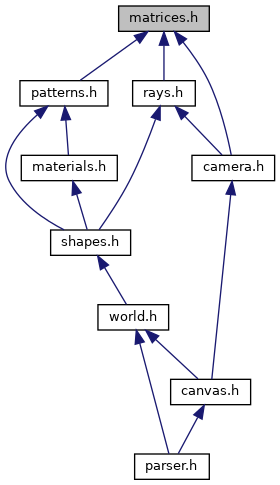 matrices.h
patterns.h
rays.h
materials.h
camera.h
shapes.h
world.h
canvas.h
parser.h